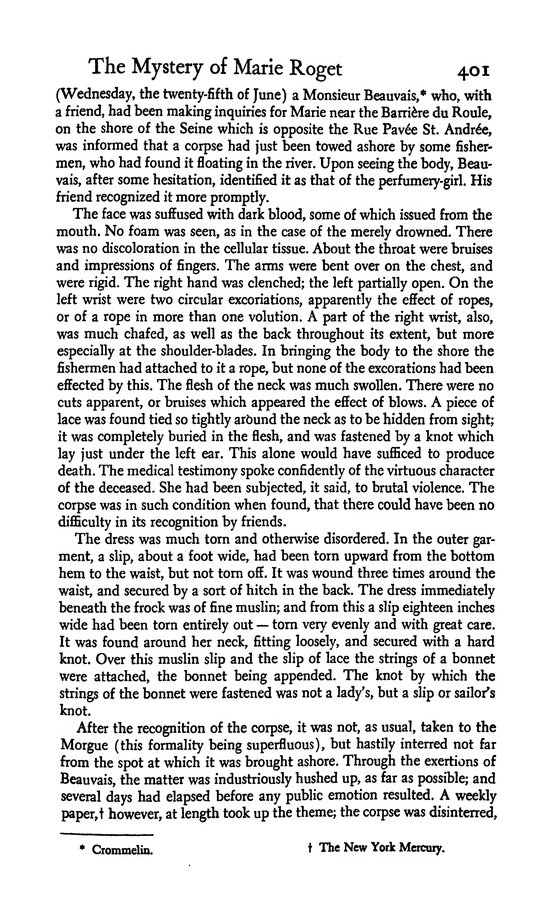 The Mystery of Marie Roget 401
(Wednesday, the twenty-fifth of June) a Monsieur Beauvais,* who, with
a friend, had been making inquiries for Marie near the Barrière du Roule,
on the shore of the Seine which is opposite the Rue Pavée St. Andrée,
was informed that a corpse had just been towed ashore by some fisher-
men, who had found it floating in the river. Upon seeing the body, Beau-
vais, after some hesitation, identified it as that of the perfumery-girl. His
friend recognized it more promptly.
The face was suffused with dark blood, some of which issued from the
mouth. No foam was seen, as in the case of the merely drowned. There
was no discoloration in the cellular tissue. About the throat were bruises
and impressions of fingers. The arms were bent over on the chest, and
were rigid. The right hand was clenched; the left partially open. On the
left wrist were two circular excoriations, apparently the effect of ropes,
or of a rope in more than one volution. A part of the right wrist, also,
was much chafed, as well as the back throughout its extent, but more
especially at the shoulder-blades. In bringing the body to the shore the
fishermen had attached to it a rope, but none of the excorations had been
effected by this. The flesh of the neck was much swollen. There were no
cuts apparent, or bruises which appeared the effect of blows. A piece of
lace was found tied so tightly around the neck as to be hidden from sight;
it was completely buried in the flesh, and was fastened by a knot which
lay just under the left ear. This alone would have sufficed to produce
death. The medical testimony spoke confidently of the virtuous character
of the deceased. She had been subjected, it said, to brutal violence. The
corpse was in such condition when found, that there could have been no
difficulty in its recognition by friends.
The dress was much torn and otherwise disordered. In the outer gar-
ment, a slip, about a foot wide, had been torn upward from the bottom
hem to the waist, but not torn off. It was wound three times around the
waist, and secured by a sort of hitch in the back. The dress immediately
beneath the frock was of fine muslin; and from this a slip eighteen inches
wide had been torn entirely out — torn very evenly and with great care.
It was found around her neck, fitting loosely, and secured with a hard
knot. Over this muslin slip and the slip of lace the strings of a bonnet
were attached, the bonnet being appended. The knot by which the
strings of the bonnet were fastened was not a lady's, but a slip or sailor's
knot.
After the recognition of the corpse, it was not, as usual, taken to the
Morgue (this formality being superfluous), but hastily interred not far
from the spot at which it was brought ashore. Through the exertions of
Beauvais, the matter was industriously hushed up, as far as possible; and
several days had elapsed before any public emotion resulted. A weekly
paper,† however, at length took up the theme; the corpse was disinterred,
* Crommelin. † The New York Mercury.